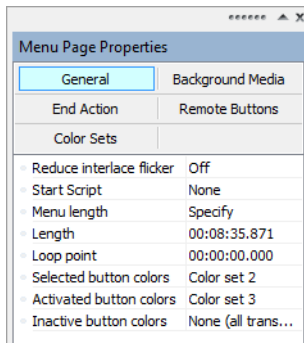 Menu Page Properties
General Background Media
End Action Remote Buttons
Color Sets
Reduce interlace flicker Off
Start Script None
Menu length Specify
Length 00:08:35.871
Loop point 00:00:00.000
Selected button colors Color set 2
Activated button colors Color set 3
Inactive button colors None (all trans...